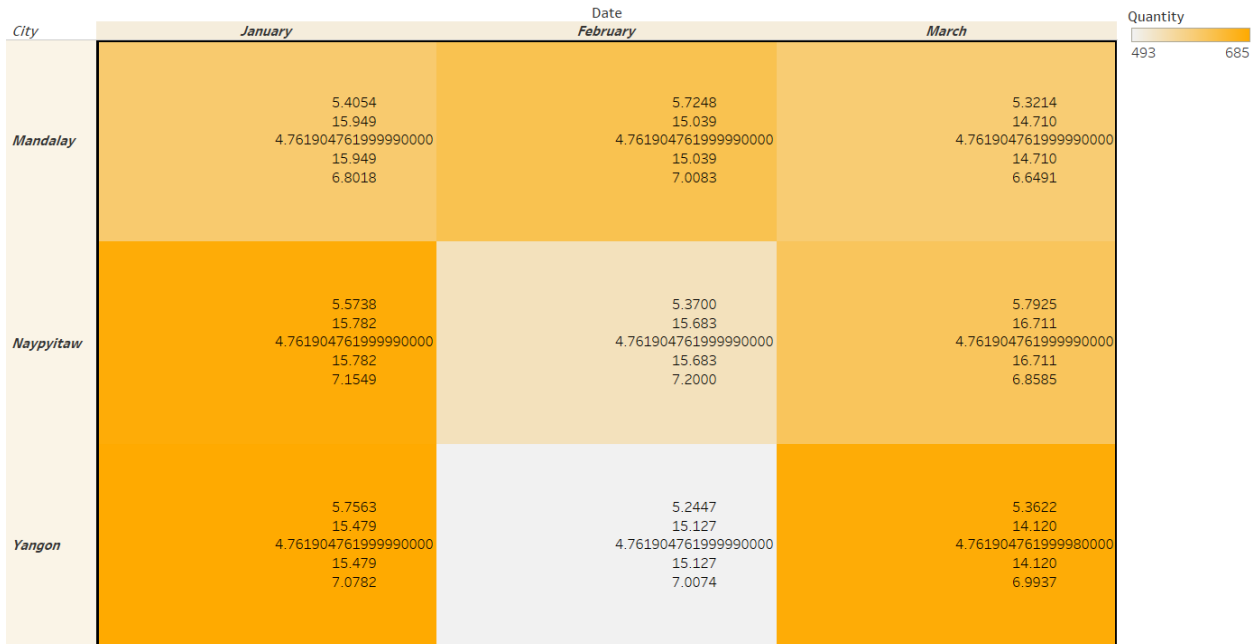 Date
City January February March
Mandalay
5.4054 5.7248 5.3214
15.949 15.039 14.710
4.761904761999990000 4.761904761999990000 4.761904761999990000
15.949 15.039 14.710
6.8018 7.0083 6.6491
Naypyitaw
5.5738 5.3700 5.7925
15.782 15.683 16.711
4.761904761999990000 4.761904761999990000 4.761904761999990000
15.782 15.683 16.711
7.1549 7.2000 6.8585
Yangon
5.7563 5.2447 5.3622
15.479 15.127 14.120
4.761904761999990000 4.761904761999990000 4.761904761999980000
15.479 15.127 14.120
7.0782 7.0074 6.9937
Quantity
493 685